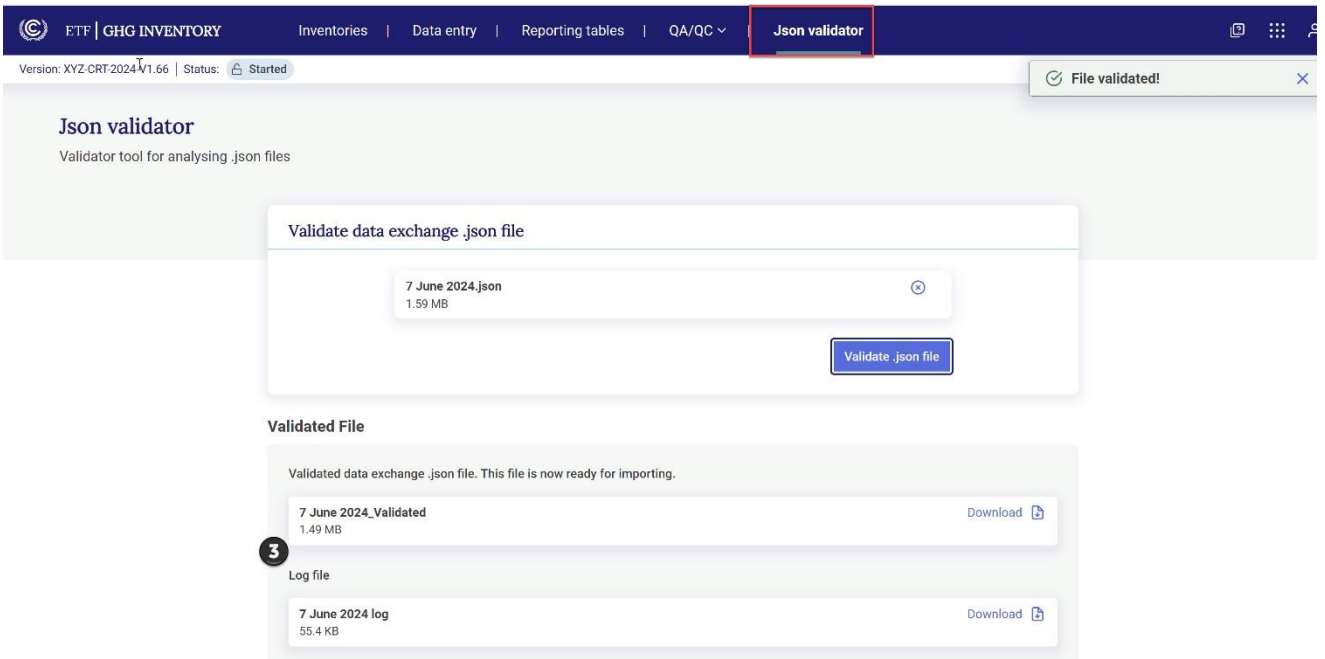 ETF | GHG INVENTORY Inventories | Data entry | Reporting tables | QA/QC | Json validator
Version: XYZ-CRT-2024-V1.66 | Status: Started
File validated!
Json validator
Validator tool for analysing .json files
Validate data exchange .json file
7 June 2024.json
1.59 MB
Validate .json file
Validated File
Validated data exchange .json file. This file is now ready for importing.
7 June 2024_Validated
Download
1.49 MB
3
Log file
7 June 2024 log
Download
55.4 KB